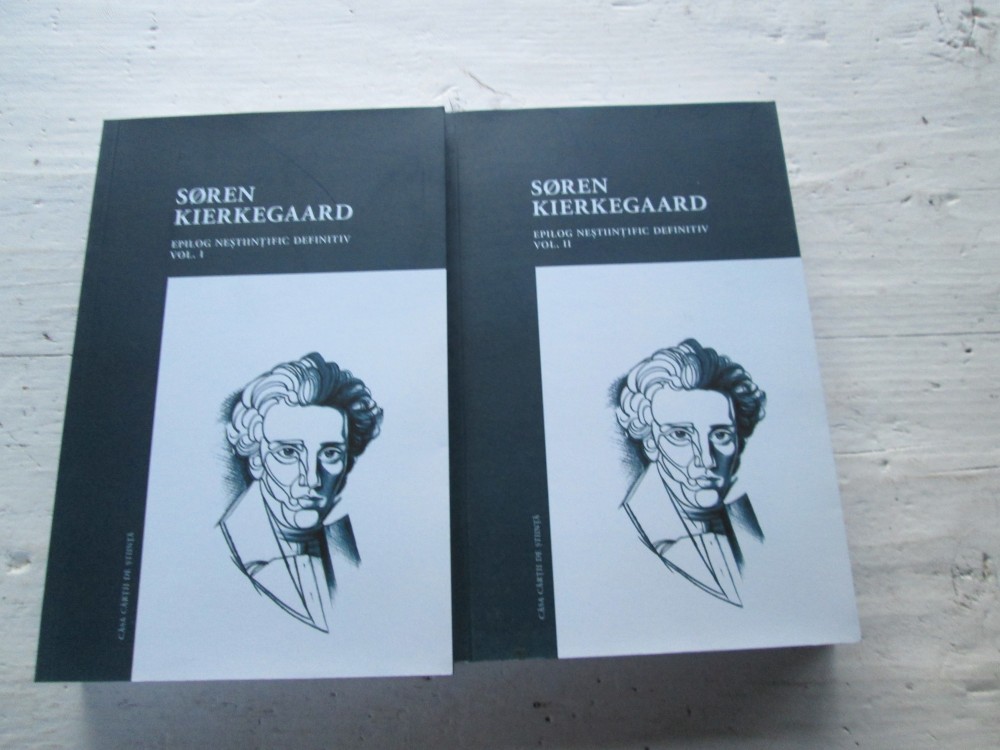 SØREN
KIERKEGAARD
EPILOG NEȘTIINȚIFIC DEFINITIV
VOL. I
CASA CĂRȚII DE ȘTIINȚĂ
SØREN
KIERKEGAARD
EPILOG NEȘTIINȚIFIC DEFINITIV
VOL. II
CASA CĂRȚII DE ȘTIINȚĂ